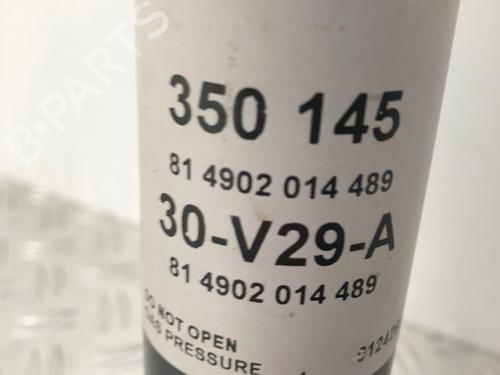 B-PARTS
350 145
81 4902 014 489
30-V29-A
81 4902 014 489
DO NOT OPEN
GAS PRESSURE